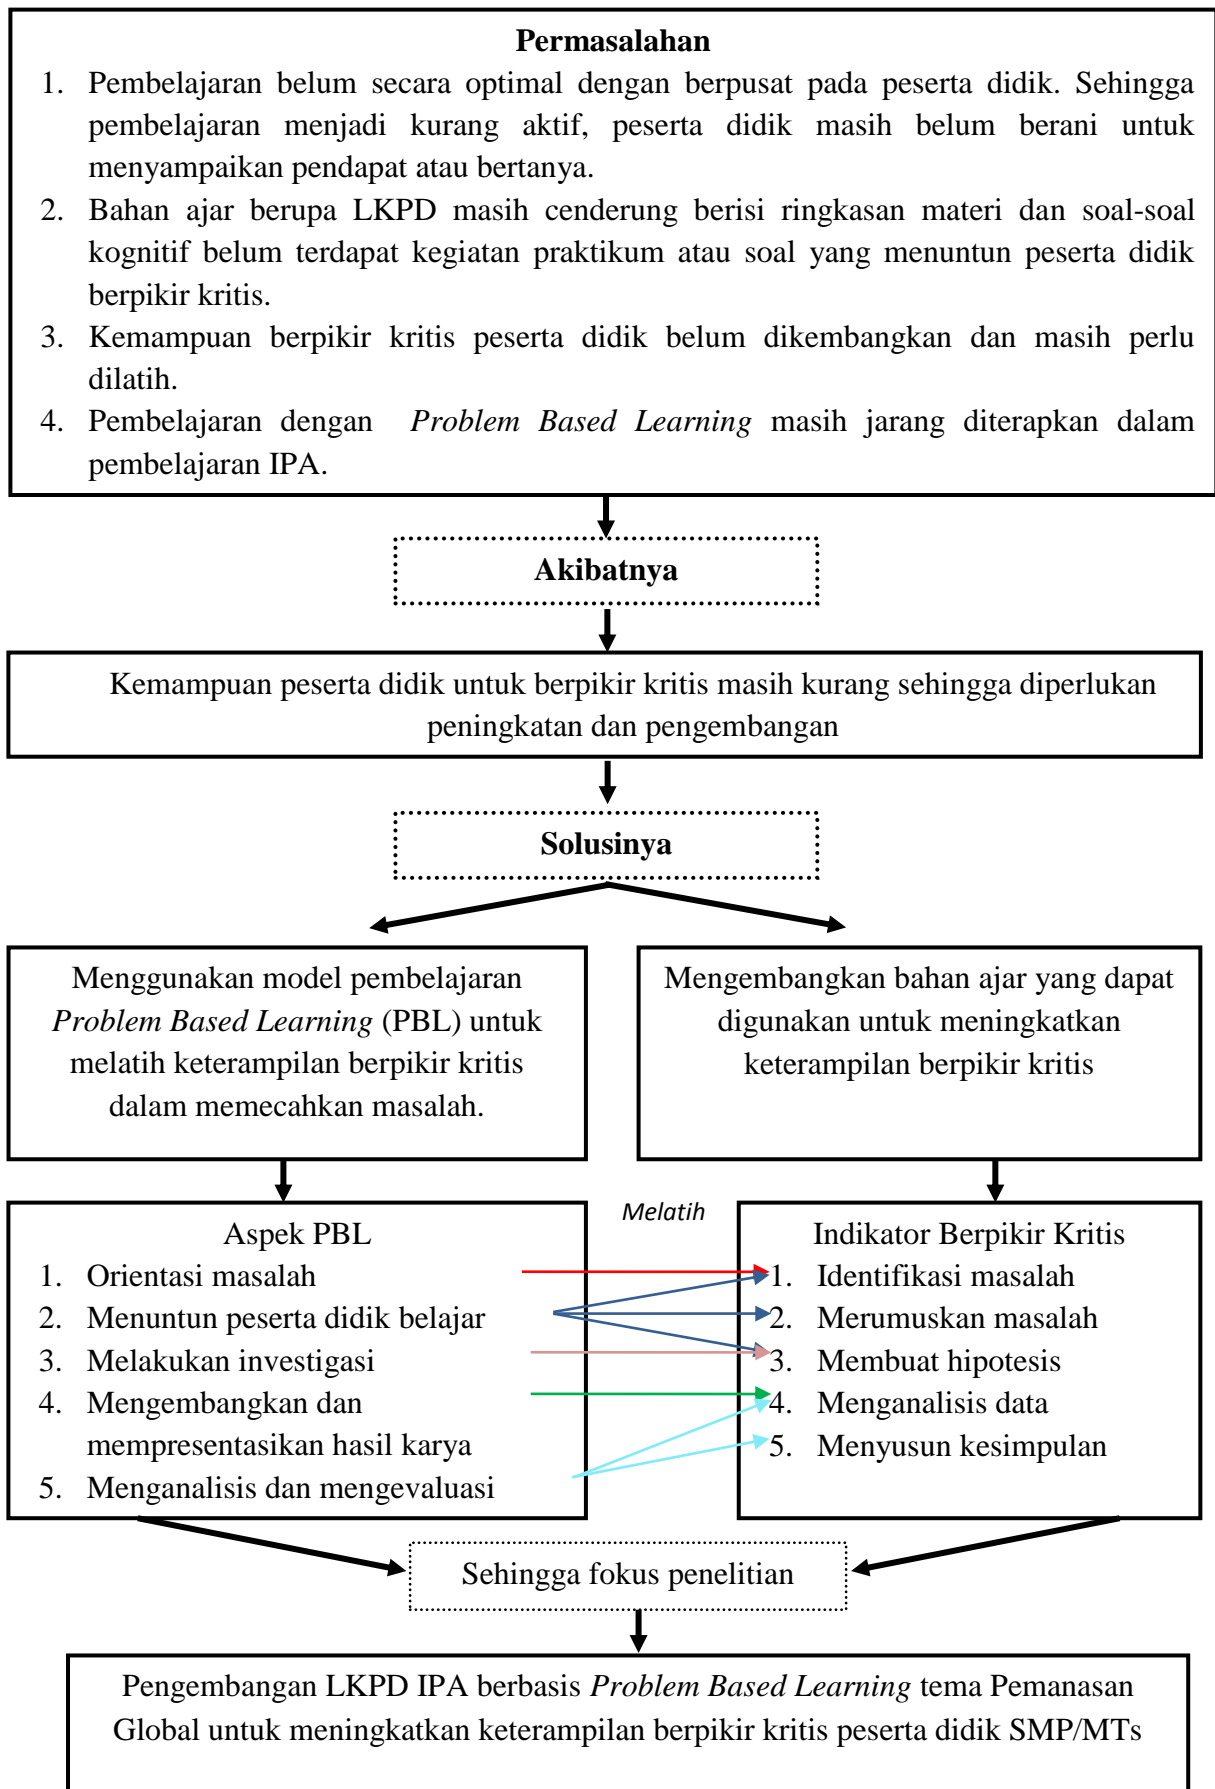 Permasalahan
1. Pembelajaran belum secara optimal dengan berpusat pada peserta didik. Sehingga
pembelajaran menjadi kurang aktif, peserta didik masih belum berani untuk
menyampaikan pendapat atau bertanya.
2. Bahan ajar berupa LKPD masih cenderung berisi ringkasan materi dan soal-soal
kognitif belum terdapat kegiatan praktikum atau soal yang menuntun peserta didik
berpikir kritis.
3. Kemampuan berpikir kritis peserta didik belum dikembangkan dan masih perlu
dilatih.
4. Pembelajaran dengan Problem Based Learning masih jarang diterapkan dalam
pembelajaran IPA.
Akibatnya
Kemampuan peserta didik untuk berpikir kritis masih kurang sehingga diperlukan
peningkatan dan pengembangan
Solusinya
Menggunakan model pembelajaran
Problem Based Learning (PBL) untuk
melatih keterampilan berpikir kritis
dalam memecahkan masalah.
Mengembangkan bahan ajar yang dapat
digunakan untuk meningkatkan
keterampilan berpikir kritis
Aspek PBL
1. Orientasi masalah
2. Menuntun peserta didik belajar
3. Melakukan investigasi
4. Mengembangkan dan
mempresentasikan hasil karya
5. Menganalisis dan mengevaluasi
Melatih
Indikator Berpikir Kritis
1. Identifikasi masalah
2. Merumuskan masalah
3. Membuat hipotesis
4. Menganalisis data
5. Menyusun kesimpulan
Sehingga fokus penelitian
Pengembangan LKPD IPA berbasis Problem Based Learning tema Pemanasan
Global untuk meningkatkan keterampilan berpikir kritis peserta didik SMP/MTs